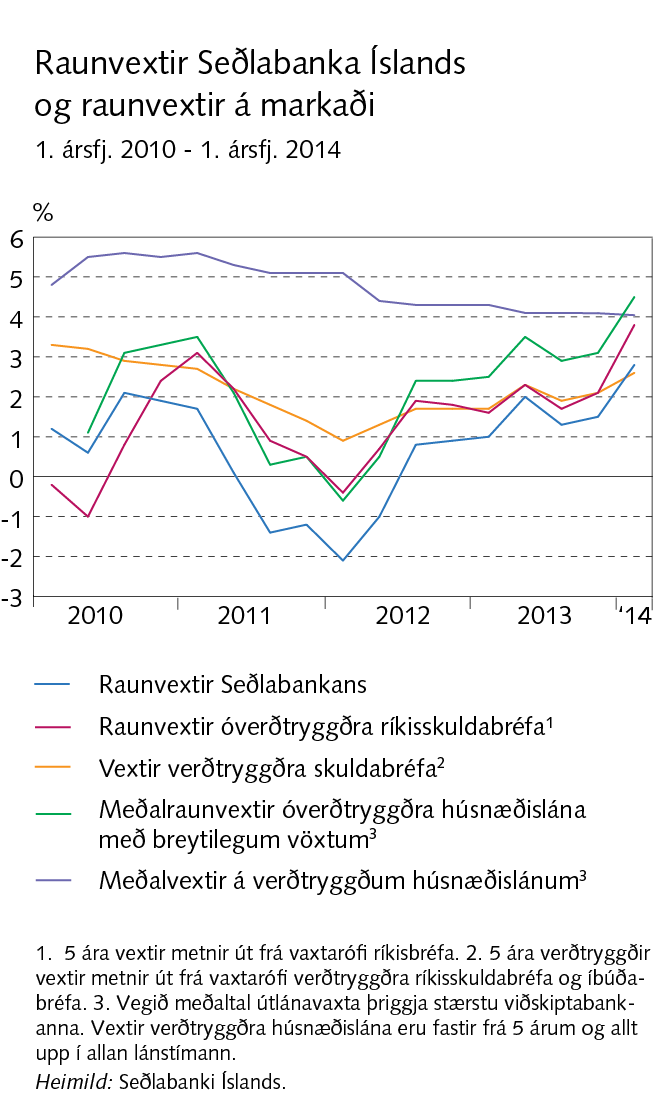 Raunvextir Seðlabanka Íslands
og raunvextir á markaði
1. ársfj. 2010 - 1. ársfj. 2014
%
6
5
4
3
2
1
0
-1
-2
-3
2010 2011 2012 2013 ‘14
Raunvextir Seðlabankans
Raunvextir óverðtryggðra ríkisskuldabréfa¹
Vextir verðtryggðra skuldabréfa²
Meðalraunvextir óverðtryggðra húsnæðislána
með breytilegum vöxtum³
Meðalvextir á verðtryggðum húsnæðislánum³
1. 5 ára vextir metnir út frá vaxtarófi ríkisbréfa. 2. 5 ára verðtryggðir
vextir metnir út frá vaxtarófi verðtryggðra ríkisskuldabréfa og íbúða-
bréfa. 3. Vegið meðaltal útlánavaxta þriggja stærstu viðskiptabank-
anna. Vextir verðtryggðra húsnæðislána eru fastir frá 5 árum og allt
upp í allan lánstímann.
Heimild: Seðlabanki Íslands.